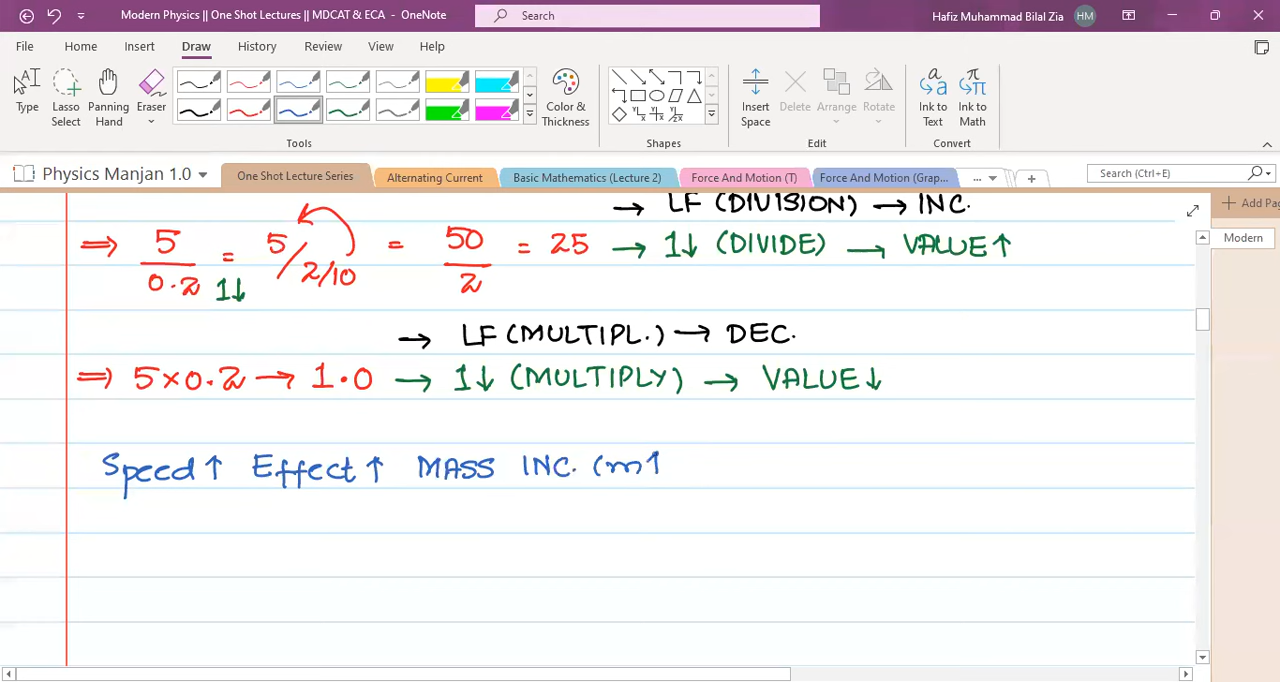 Modern Physics || One Shot Lectures || MDCAT & ECA - OneNote
Search
Hafiz Muhammad Bilal Zia HM
File Home Insert Draw History Review View Help
Type Lasso Select Panning Hand Eraser
Color & Thickness
Insert Space Delete Arrange Rotate
Ink to Text Ink to Math
Tools Shapes Edit Convert
Physics Manjan 1.0 One Shot Lecture Series Alternating Current Basic Mathematics (Lecture 2) Force And Motion (T) Force And Motion (Grap... ... + Search (Ctrl+E)
+ Add Pag
Modern
→ LF (DIVISION) → INC.
⇒ 5/0.2 1↓ = 5/2/10 = 50/2 = 25 → 1↓ (DIVIDE) → VALUE↑
→ LF (MULTIPL.) → DEC.
⇒ 5×0.2 → 1.0 → 1↓ (MULTIPLY) → VALUE↓
Speed↑ Effect↑ MASS INC. (m↑